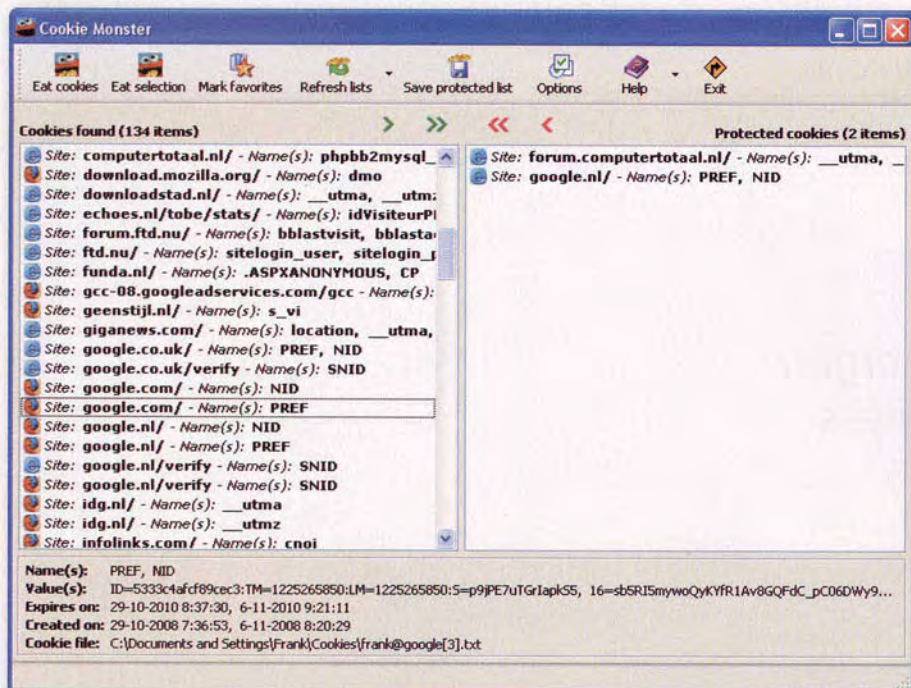 Cookie Monster
Eat cookies Eat selection Mark favorites Refresh lists Save protected list Options Help Exit
Cookies found (134 items)
Protected cookies (2 items)
Site: computertotaal.nl/ - Name(s): phpbb2mysql_
Site: download.mozilla.org/ - Name(s): dmo
Site: downloadstad.nl/ - Name(s): __utma, __utmz
Site: echoes.nl/tobe/stats/ - Name(s): idVisiteurPl
Site: forum.ftd.nu/ - Name(s): bblastvisit, bblasta
Site: ftd.nu/ - Name(s): sitelogin_user, sitelogin_p
Site: funda.nl/ - Name(s): .ASPXANONYMOUS, CP
Site: gcc-08.googleadservices.com/gcc - Name(s):
Site: geenstijl.nl/ - Name(s): s_vi
Site: giganews.com/ - Name(s): location, __utma,
Site: google.co.uk/ - Name(s): PREF, NID
Site: google.co.uk/verify - Name(s): SNID
Site: google.com/ - Name(s): NID
Site: google.com/ - Name(s): PREF
Site: google.nl/ - Name(s): NID
Site: google.nl/ - Name(s): PREF
Site: google.nl/verify - Name(s): SNID
Site: google.nl/verify - Name(s): SNID
Site: idg.nl/ - Name(s): __utma
Site: idg.nl/ - Name(s): __utmz
Site: infolinks.com/ - Name(s): cnoi
Site: forum.computertotaal.nl/ - Name(s): __utma, _
Site: google.nl/ - Name(s): PREF, NID
Name(s): PREF, NID
Value(s): ID=5333c4afcf89cec3:TM=1225265850:LM=1225265850:S=p9jPE7uTGrIapkS5, 16=sb5RI5mywoQyKYfR1Av8GQFdC_pC06DWy9...
Expires on: 29-10-2010 8:37:30, 6-11-2010 9:21:11
Created on: 29-10-2008 7:36:53, 6-11-2008 8:20:29
Cookie file: C:\Documents and Settings\Frank\Cookies\frank@google[3].txt